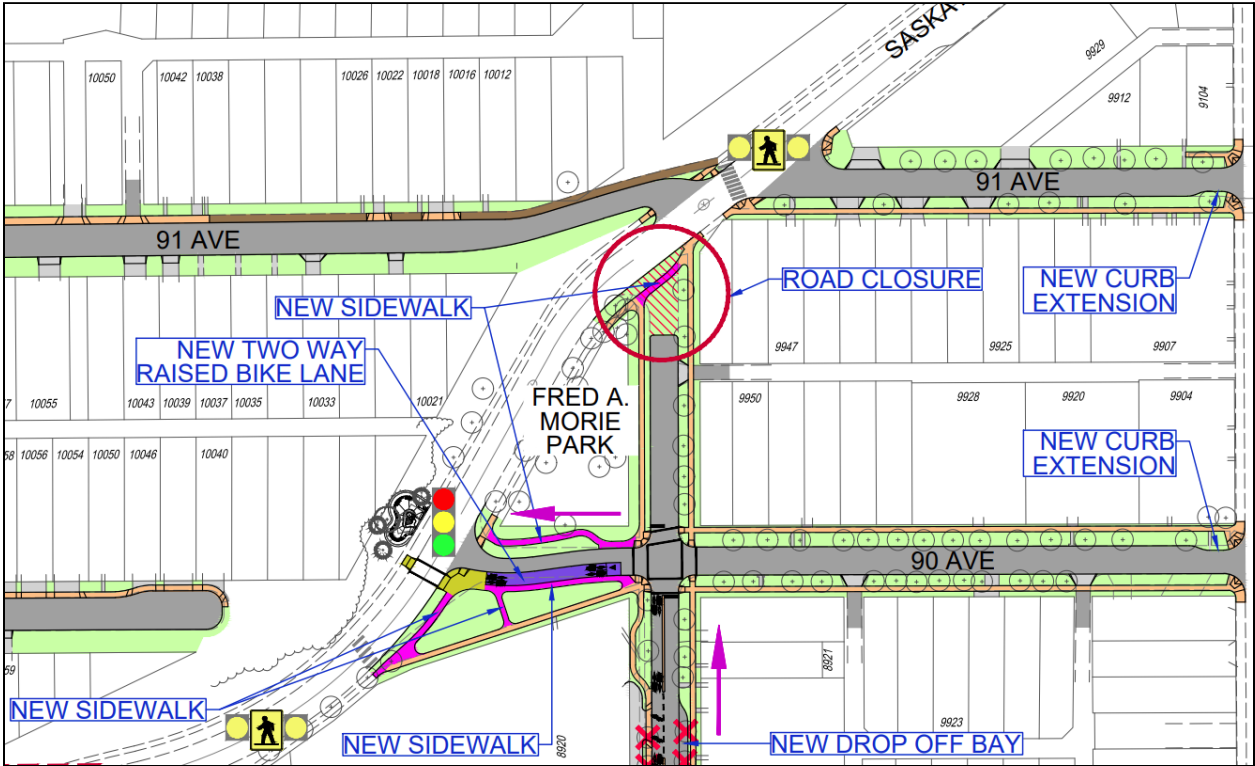 SASKA
9929
10050
10042
10038
10026
10022
10018
10016
10012
9912
9104
91 AVE
91 AVE
NEW SIDEWALK
ROAD CLOSURE
NEW CURB
EXTENSION
NEW TWO WAY
RAISED BIKE LANE
9947
9925
9907
10055
10043
10039
10037
10035
10033
10021
FRED A.
MORIE
PARK
9950
9928
9920
9904
10056
10054
10050
10046
10040
NEW CURB
EXTENSION
90 AVE
8921
NEW SIDEWALK
9923
NEW SIDEWALK
8920
NEW DROP OFF BAY